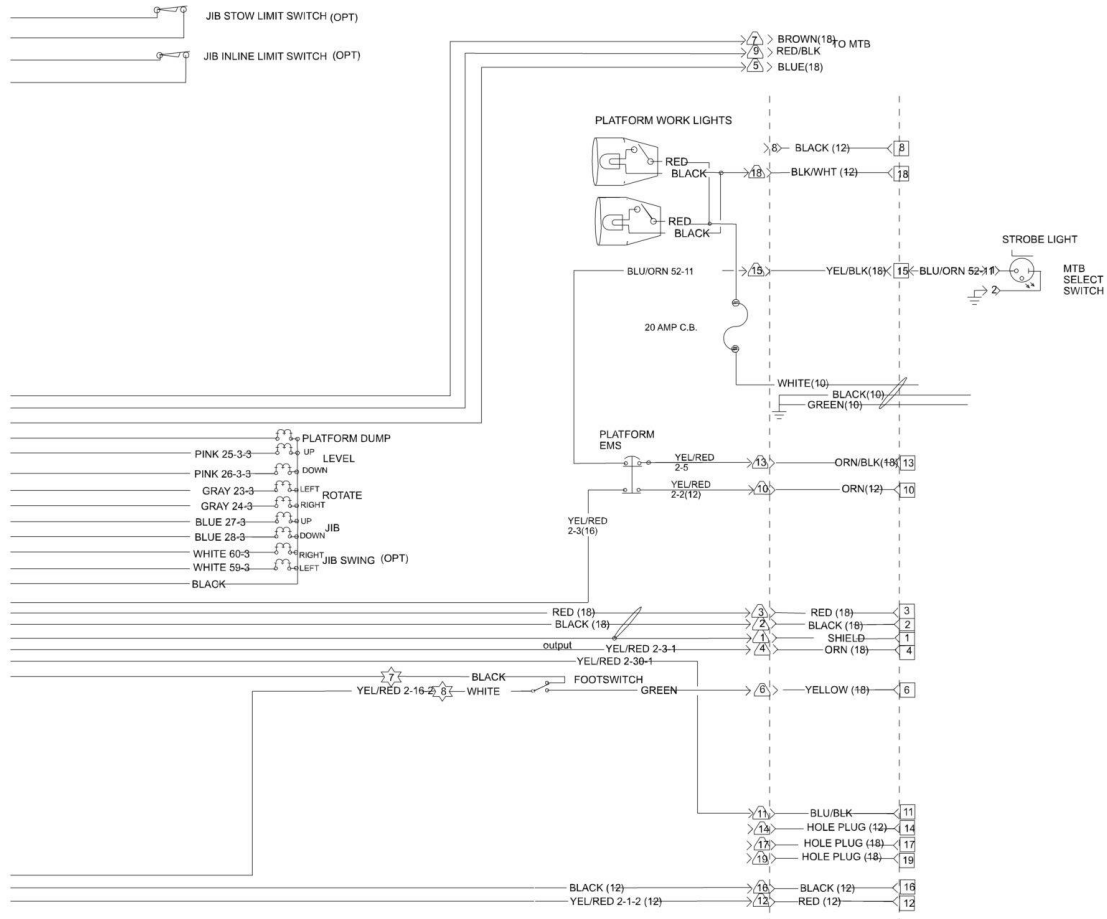 JIB STOW LIMIT SWITCH (OPT)
JIB INLINE LIMIT SWITCH (OPT)
7 BROWN(18)
TO MTB
9 RED/BLK
5 BLUE(18)
PLATFORM WORK LIGHTS
RED
BLACK
RED
BLACK
8 BLACK (12) 8
18 BLK/WHT (12) 18
STROBE LIGHT
BLU/ORN 52-11 15 YEL/BLK(18) 15 BLU/ORN 52-11 1
2
MTB
SELECT
SWITCH
20 AMP C.B.
WHITE(10)
BLACK(10)
GREEN(10)
PLATFORM
EMS
YEL/RED
2-5
13 ORN/BLK(18) 13
YEL/RED
2-2(12)
10 ORN(12) 10
YEL/RED
2-3(16)
PLATFORM DUMP
PINK 25-3-3 UP
LEVEL
PINK 26-3-3 DOWN
GRAY 23-3 LEFT
ROTATE
GRAY 24-3 RIGHT
BLUE 27-3 UP
JIB
BLUE 28-3 DOWN
WHITE 60-3 RIGHT
JIB SWING (OPT)
WHITE 59-3 LEFT
BLACK
RED (18) 3 RED (18) 3
BLACK (18) 2 BLACK (18) 2
1 SHIELD 1
output YEL/RED 2-3-1 4 ORN (18) 4
YEL/RED 2-30-1
7 BLACK FOOTSWITCH
YEL/RED 2-16-2 8 WHITE GREEN 6 YELLOW (18) 6
11 BLU/BLK 11
14 HOLE PLUG (12) 14
17 HOLE PLUG (18) 17
19 HOLE PLUG (18) 19
BLACK (12) 16 BLACK (12) 16
YEL/RED 2-1-2 (12) 12 RED (12) 12